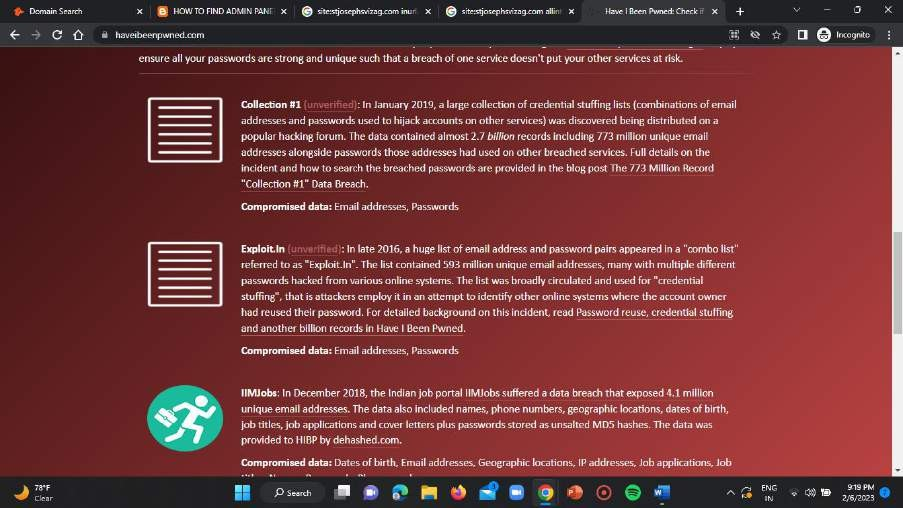 Domain Search
HOW TO FIND ADMIN PANE
site:stjosephsvizag.com inurl
site:stjosephsvizag.com allint
Have I Been Pwned: Check if
haveibeenpwned.com
Incognito
ensure all your passwords are strong and unique such that a breach of one service doesn't put your other services at risk.
Collection #1 (unverified): In January 2019, a large collection of credential stuffing lists (combinations of email
addresses and passwords used to hijack accounts on other services) was discovered being distributed on a
popular hacking forum. The data contained almost 2.7 billion records including 773 million unique email
addresses alongside passwords those addresses had used on other breached services. Full details on the
incident and how to search the breached passwords are provided in the blog post The 773 Million Record
"Collection #1" Data Breach.
Compromised data: Email addresses, Passwords
Exploit.In (unverified): In late 2016, a huge list of email address and password pairs appeared in a "combo list"
referred to as "Exploit.In". The list contained 593 million unique email addresses, many with multiple different
passwords hacked from various online systems. The list was broadly circulated and used for "credential
stuffing", that is attackers employ it in an attempt to identify other online systems where the account owner
had reused their password. For detailed background on this incident, read Password reuse, credential stuffing
and another billion records in Have I Been Pwned.
Compromised data: Email addresses, Passwords
IIMJobs: In December 2018, the Indian job portal IIMJobs suffered a data breach that exposed 4.1 million
unique email addresses. The data also included names, phone numbers, geographic locations, dates of birth,
job titles, job applications and cover letters plus passwords stored as unsalted MD5 hashes. The data was
provided to HIBP by dehashed.com.
Compromised data: Dates of birth, Email addresses, Geographic locations, IP addresses, Job applications, Job
78°F
Clear
Search
ENG
IN
9:19 PM
2/6/2023